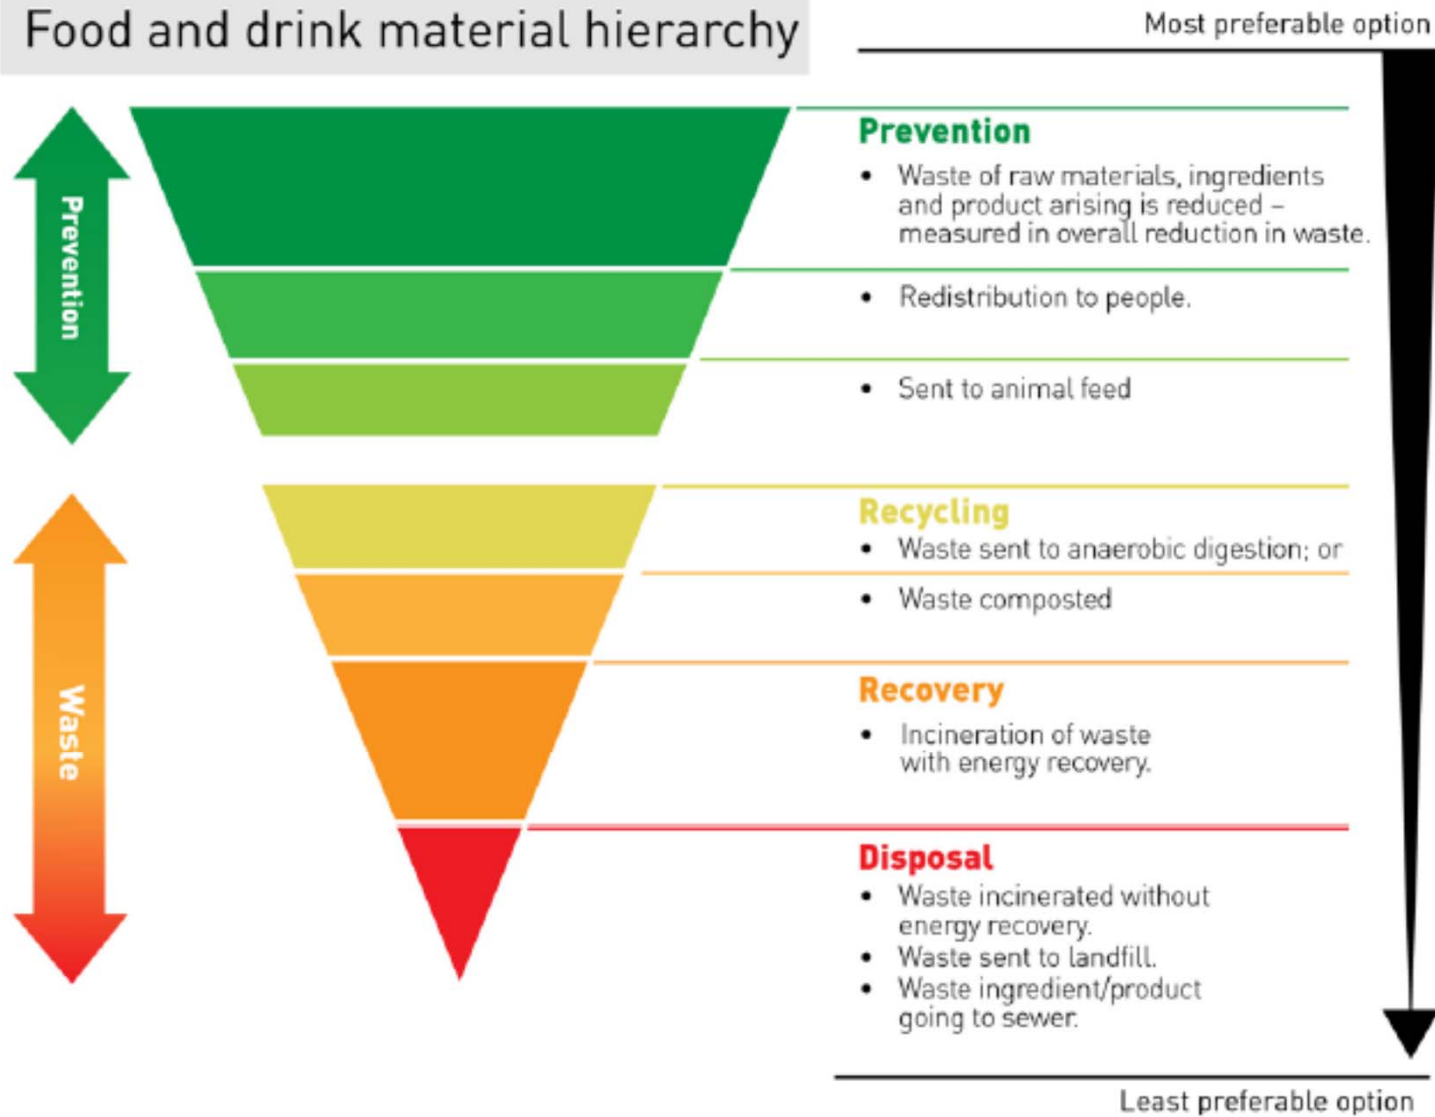 Food and drink material hierarchy
Most preferable option
Prevention
Prevention
• Waste of raw materials, ingredients
and product arising is reduced –
measured in overall reduction in waste.
• Redistribution to people.
• Sent to animal feed
Waste
Recycling
• Waste sent to anaerobic digestion; or
• Waste composted
Recovery
• Incineration of waste
with energy recovery.
Disposal
• Waste incinerated without
energy recovery.
• Waste sent to landfill.
• Waste ingredient/product
going to sewer.
Least preferable option